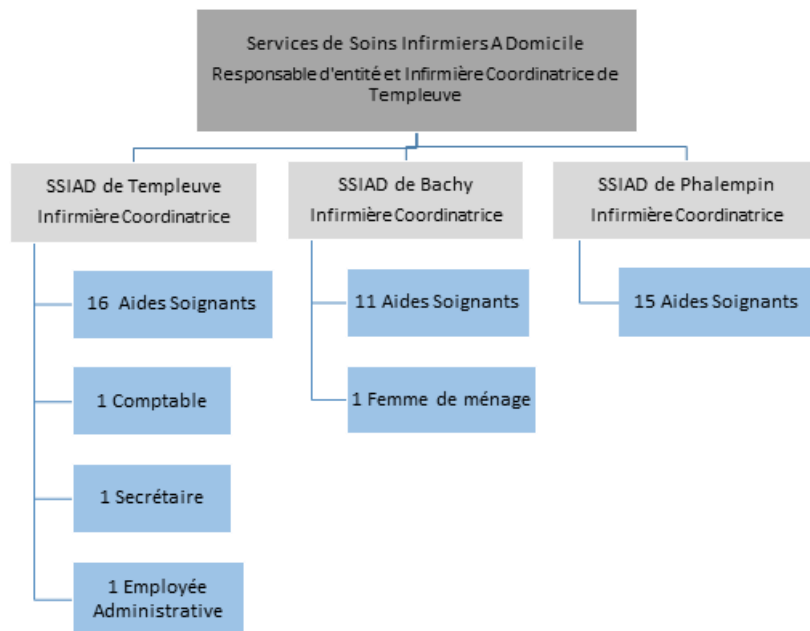 Services de Soins Infirmiers A Domicile
Responsable d'entité et Infirmière Coordinatrice de
Templeuve
SSIAD de Templeuve
Infirmière Coordinatrice
16 Aides Soignants
1 Comptable
1 Secrétaire
1 Employée
Administrative
SSIAD de Bachy
Infirmière Coordinatrice
11 Aides Soignants
1 Femme de ménage
SSIAD de Phalempin
Infirmière Coordinatrice
15 Aides Soignants